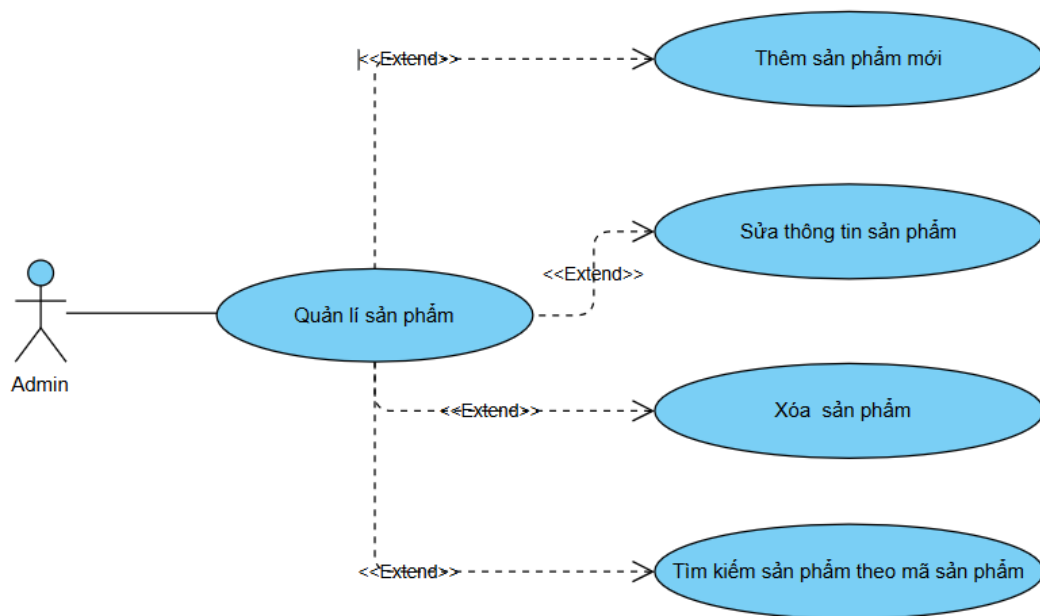 <<Extend>>
Thêm sản phẩm mới
Sửa thông tin sản phẩm
<<Extend>>
Quản lí sản phẩm
Admin
<<Extend>>
Xóa sản phẩm
<<Extend>>
Tìm kiếm sản phẩm theo mã sản phẩm